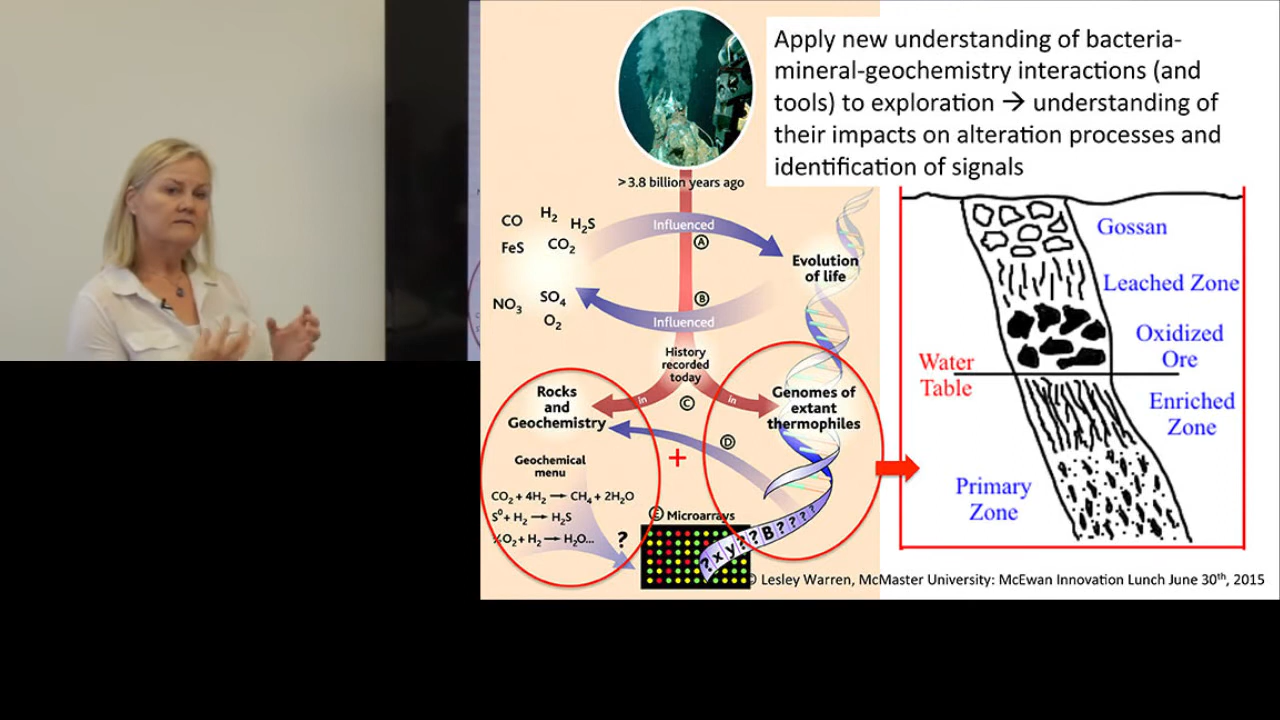 Apply new understanding of bacteria-
mineral-geochemistry interactions (and
tools) to exploration → understanding of
their impacts on alteration processes and
identification of signals
>3.8 billion years ago
CO
H2
H2S
FeS
CO2
Influenced
A
Evolution
of life
NO3
SO4
O2
B
Influenced
History
recorded
today
in
in
C
Rocks
and
Geochemistry
Genomes of
extant
thermophiles
D
+
Geochemical
menu
CO2 + 4H2 → CH4 + 2H2O
S0 + H2 → H2S
½O2 + H2 → H2O...
?
E Microarrays
? x y ? ? B ? ? ? ?
Gossan
Leached Zone
Oxidized
Ore
Water
Table
Enriched
Zone
Primary
Zone
© Lesley Warren, McMaster University: McEwan Innovation Lunch June 30th, 2015